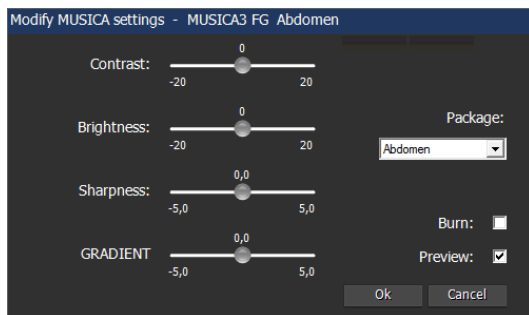 Modify MUSICA settings - MUSICA3 FG Abdomen
Contrast:
0
-20 20
Brightness:
0
-20 20
Package:
Abdomen
Sharpness:
0,0
-5,0 5,0
Burn:
GRADIENT
0,0
-5,0 5,0
Preview:
Ok Cancel